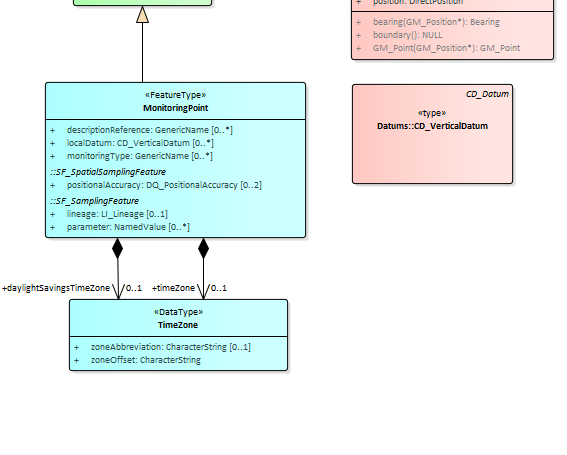 + position: DirectPosition
+ bearing(GM_Position*): Bearing
+ boundary(): NULL
+ GM_Point(GM_Position*): GM_Point
«FeatureType»
MonitoringPoint
+ descriptionReference: GenericName [0..*]
+ localDatum: CD_VerticalDatum [0..*]
+ monitoringType: GenericName [0..*]
::SF_SpatialSamplingFeature
+ positionalAccuracy: DQ_PositionalAccuracy [0..2]
::SF_SamplingFeature
+ lineage: LI_Lineage [0..1]
+ parameter: NamedValue [0..*]
CD_Datum
«type»
Datums::CD_VerticalDatum
+daylightSavingsTimeZone 0..1 +timeZone 0..1
«DataType»
TimeZone
+ zoneAbbreviation: CharacterString [0..1]
+ zoneOffset: CharacterString